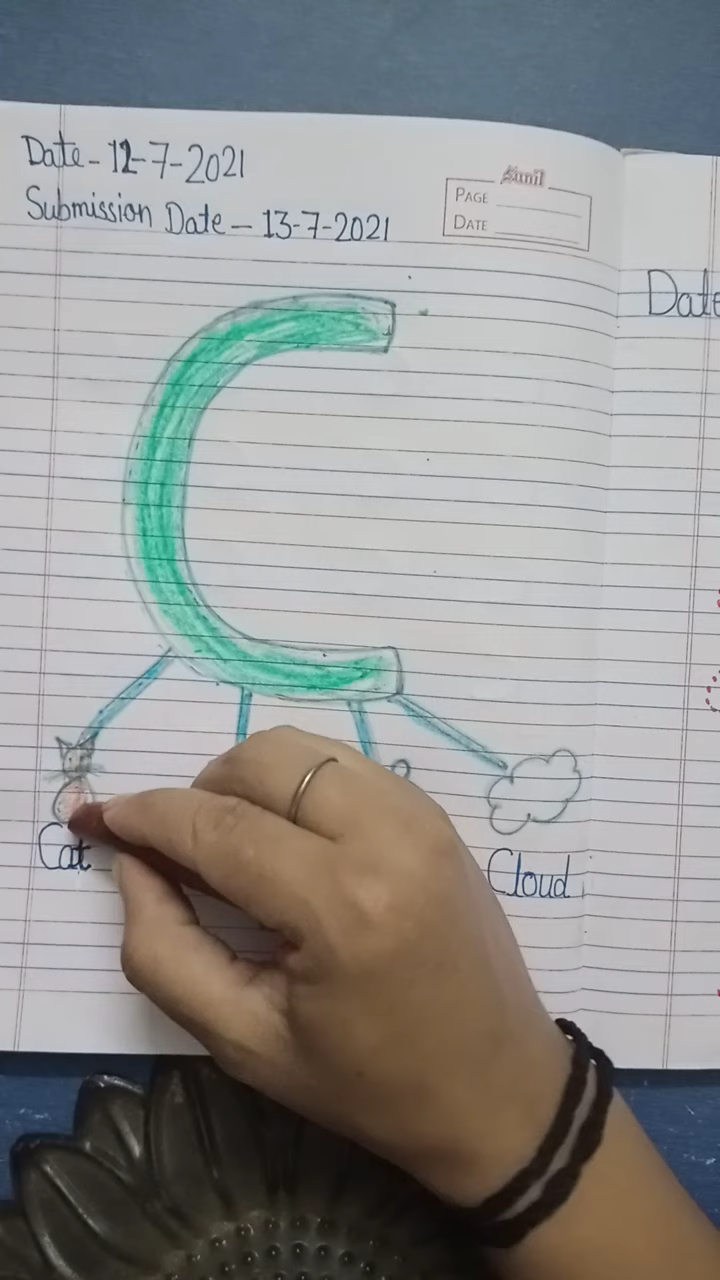 Date - 12-7-2021
Submission Date - 13-7-2021
Sunil
PAGE
DATE
Date
Cat
Cloud